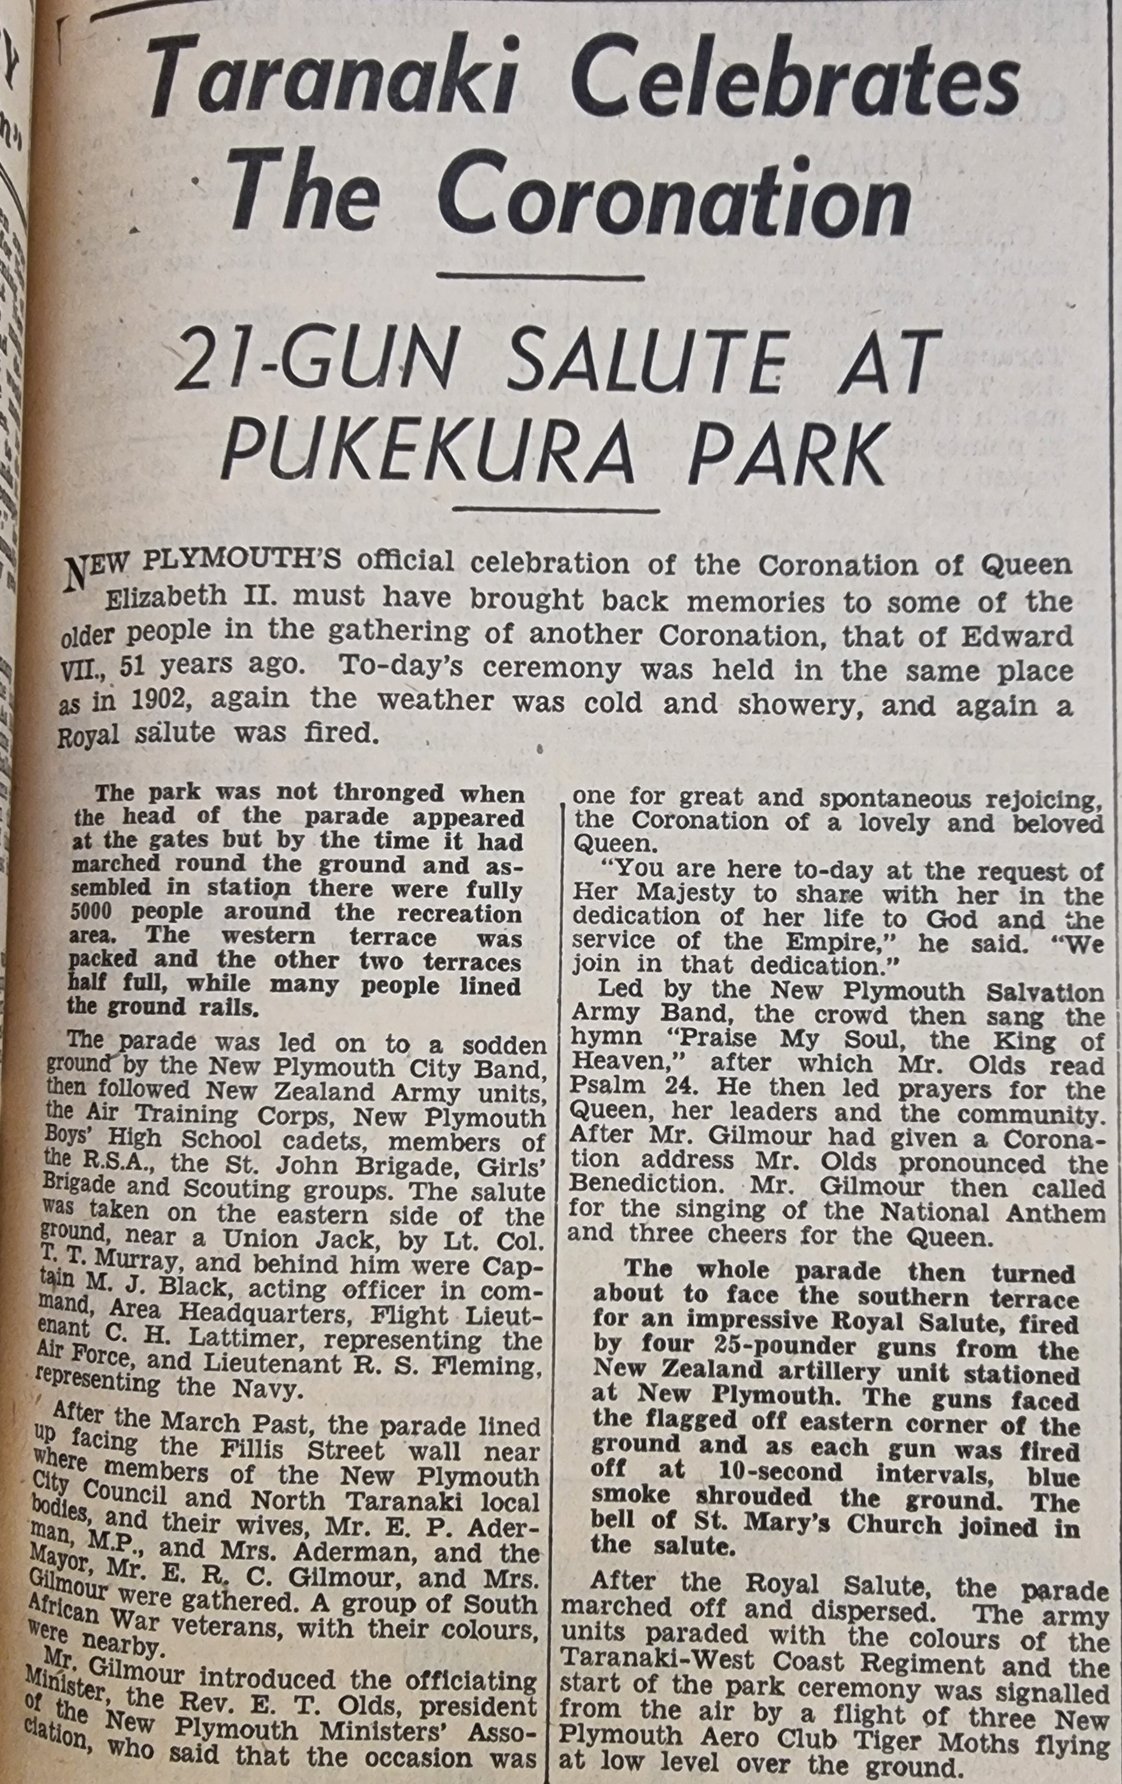 Taranaki Celebrates
The Coronation
21-GUN SALUTE AT
PUKEKURA PARK
NEW PLYMOUTH'S official celebration of the Coronation of Queen
Elizabeth II. must have brought back memories to some of the
older people in the gathering of another Coronation, that of Edward
VII., 51 years ago. To-day's ceremony was held in the same place
as in 1902, again the weather was cold and showery, and again a
Royal salute was fired.
The park was not thronged when
the head of the parade appeared
at the gates but by the time it had
marched round the ground and as-
sembled in station there were fully
5000 people around the recreation
area. The western terrace was
packed and the other two terraces
half full, while many people lined
the ground rails.
The parade was led on to a sodden
ground by the New Plymouth City Band,
then followed New Zealand Army units,
the Air Training Corps, New Plymouth
Boys' High School cadets, members of
the R.S.A., the St. John Brigade, Girls'
Brigade and Scouting groups. The salute
was taken on the eastern side of the
ground, near a Union Jack, by Lt. Col.
T. T. Murray, and behind him were Cap-
tain M. J. Black, acting officer in com-
mand, Area Headquarters, Flight Lieut-
enant C. H. Lattimer, representing the
Air Force, and Lieutenant R. S. Fleming,
representing the Navy.
After the March Past, the parade lined
up facing the Fillis Street wall near
where members of the New Plymouth
City Council and North Taranaki local
bodies, and their wives, Mr. E. P. Ader-
man, M.P., and Mrs. Aderman, and the
Mayor, Mr. E. R. C. Gilmour, and Mrs.
Gilmour were gathered. A group of South
African War veterans, with their colours,
were nearby.
Mr. Gilmour introduced the officiating
Minister, the Rev. E. T. Olds, president
of the New Plymouth Ministers' Asso-
ciation, who said that the occasion was
one for great and spontaneous rejoicing,
the Coronation of a lovely and beloved
Queen.
"You are here to-day at the request of
Her Majesty to share with her in the
dedication of her life to God and the
service of the Empire," he said. "We
join in that dedication."
Led by the New Plymouth Salvation
Army Band, the crowd then sang the
hymn "Praise My Soul, the King of
Heaven," after which Mr. Olds read
Psalm 24. He then led prayers for the
Queen, her leaders and the community.
After Mr. Gilmour had given a Corona-
tion address Mr. Olds pronounced the
Benediction. Mr. Gilmour then called
for the singing of the National Anthem
and three cheers for the Queen.
The whole parade then turned
about to face the southern terrace
for an impressive Royal Salute, fired
by four 25-pounder guns from the
New Zealand artillery unit stationed
at New Plymouth. The guns faced
the flagged off eastern corner of the
ground and as each gun was fired
off at 10-second intervals, blue
smoke shrouded the ground. The
bell of St. Mary's Church joined in
the salute.
After the Royal Salute, the parade
marched off and dispersed. The army
units paraded with the colours of the
Taranaki-West Coast Regiment and the
start of the park ceremony was signalled
from the air by a flight of three New
Plymouth Aero Club Tiger Moths flying
at low level over the ground.